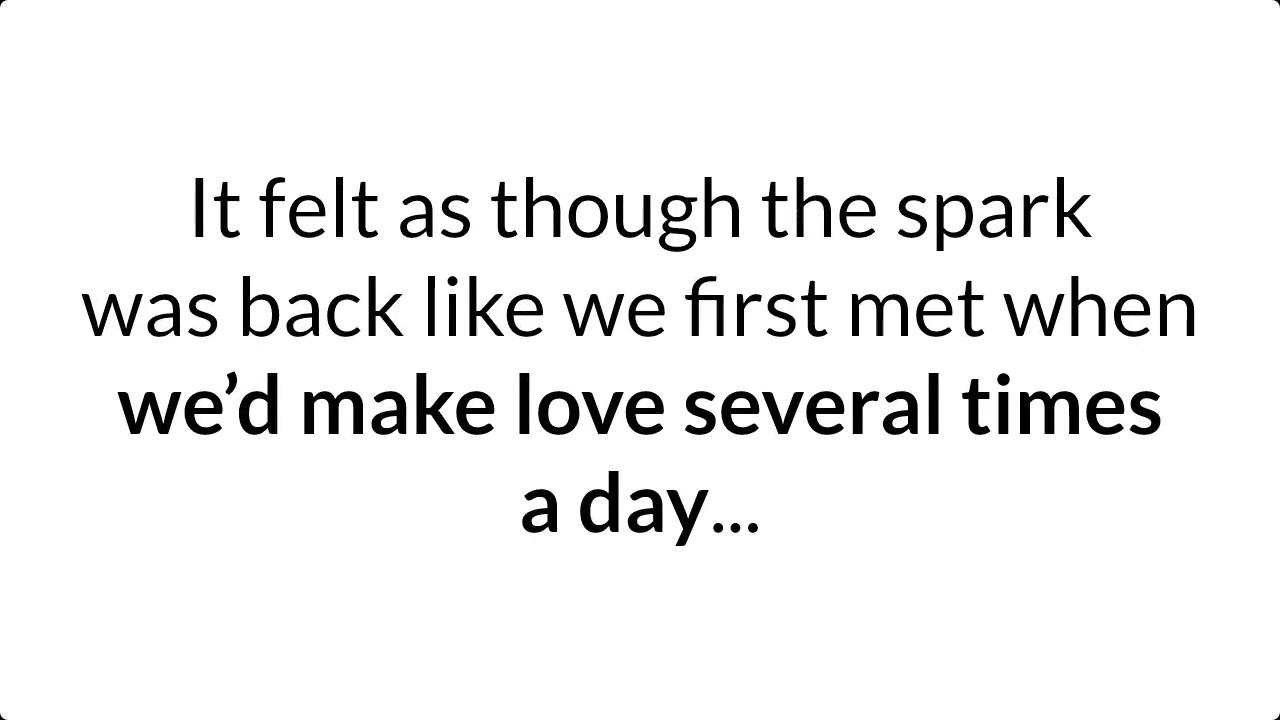 It felt as though the spark
was back like we first met when
we’d make love several times
a day...